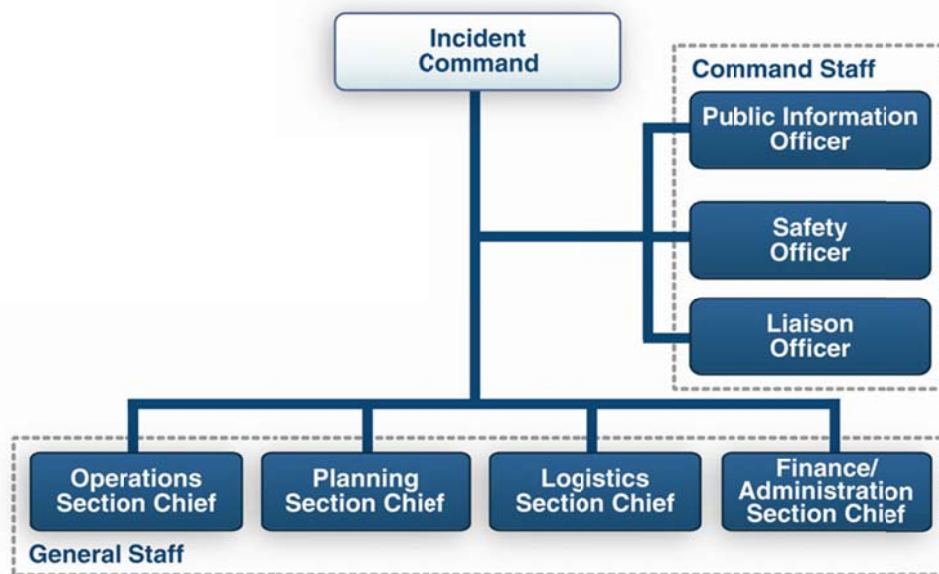 Incident
Command
Command Staff
Public Information
Officer
Safety
Officer
Liaison
Officer
Operations
Section Chief
Planning
Section Chief
Logistics
Section Chief
Finance/
Administration
Section Chief
General Staff